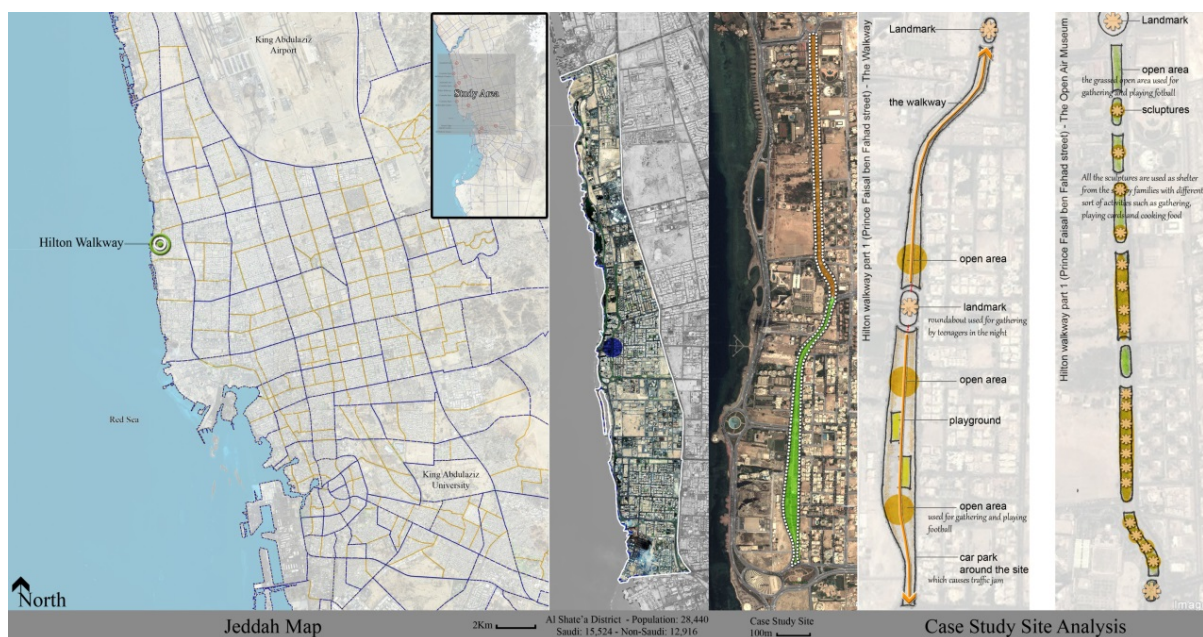 King Abdulaziz
Airport
Study Area
Hilton Walkway
Red Sea
King Abdulaziz
University
North
Jeddah Map
2Km
Al Shate'a District - Population: 28,440
Saudi: 15,524 - Non-Saudi: 12,916
Case Study Site
100m
Hilton walkway part 1 (Prince Faisal ben Fahad street) - The Walkway
Landmark
the walkway
open area
landmark
roundabout used for gathering
by teenagers in the night
open area
playground
open area
used for gathering and playing
football
car park
around the site
which causes traffic jam
Hilton walkway part 1 (Prince Faisal ben Fahad street) - The Open Air Museum
Landmark
open area
the grassed open area used for
gathering and playing fotball
scluptures
All the sculptures are used as shelter
from the by families with different
sort of activities such as gathering,
playing cards and cooking food
Case Study Site Analysis